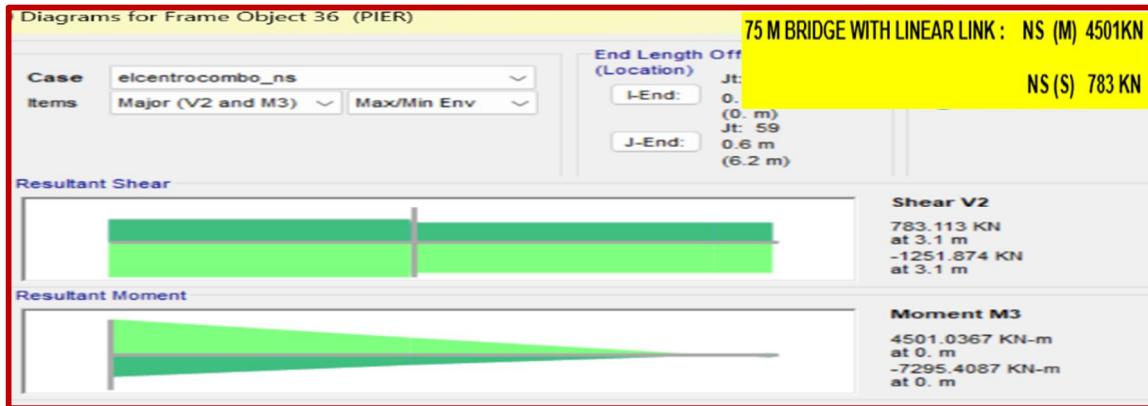 Diagrams for Frame Object 36 (PIER)
75 M BRIDGE WITH LINEAR LINK : NS (M) 4501KN
NS (S) 783 KN
Case elcentrocombo_ns
Items Major (V2 and M3) Max/Min Env
End Length Off
(Location)
I-End: Jt:
0.
(0. m)
J-End: Jt: 59
0.6 m
(6.2 m)
Resultant Shear
Shear V2
783.113 KN
at 3.1 m
-1251.874 KN
at 3.1 m
Resultant Moment
Moment M3
4501.0367 KN-m
at 0. m
-7295.4087 KN-m
at 0. m